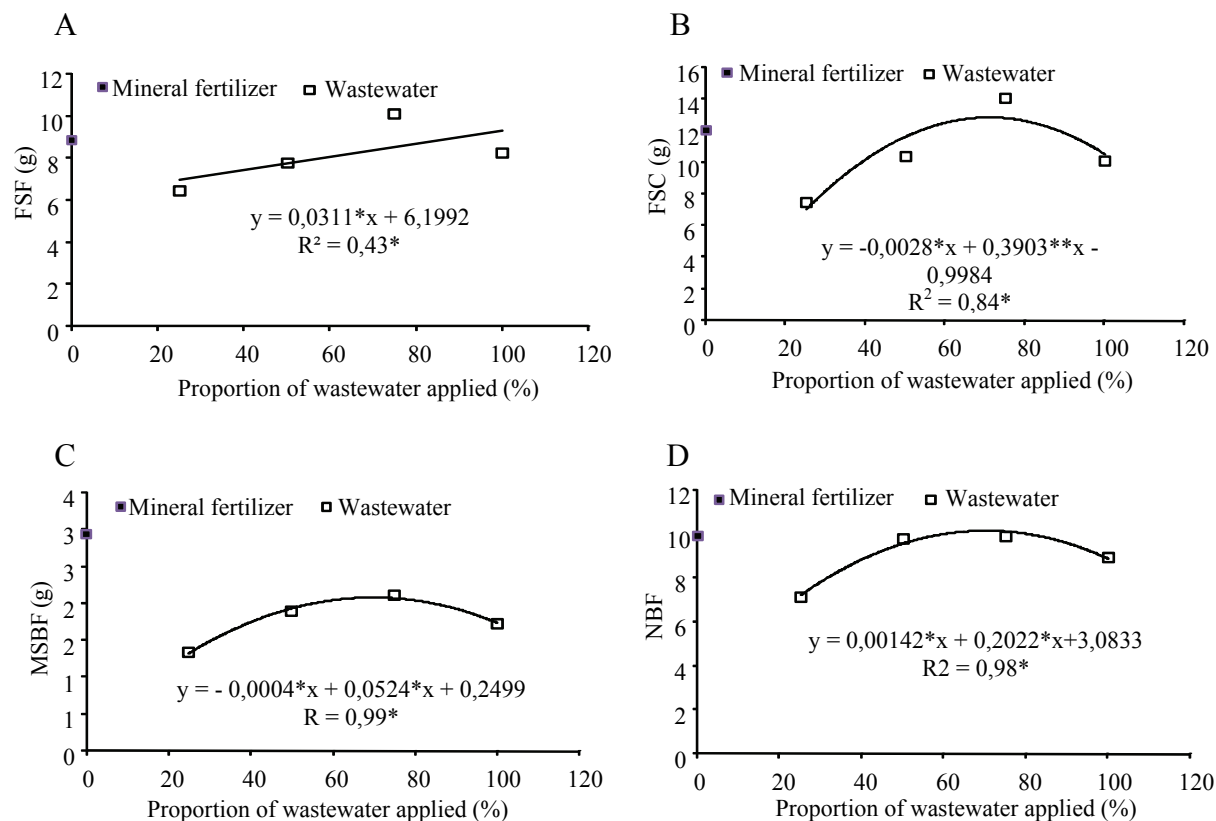 A
Mineral fertilizer Wastewater
12
10
8
6
4
2
0
FSF (g)
y = 0,0311*x + 6,1992
R² = 0,43*
0 20 40 60 80 100 120
Proportion of wastewater applied (%)
B
Mineral fertilizer Wastewater
16
14
12
10
8
6
4
2
0
FSC (g)
y = -0,0028*x + 0,3903**x -
0,9984
R² = 0,84*
0 20 40 60 80 100 120
Proportion of wastewater applied (%)
C
Mineral fertilizer Wastewater
4
3
3
2
2
1
1
0
MSBF (g)
y = - 0,0004*x + 0,0524*x + 0,2499
R = 0,99*
0 20 40 60 80 100 120
Proportion of wastewater applied (%)
D
Mineral fertilizer Wastewater
12
10
8
6
4
2
0
NBF
y = 0,00142*x + 0,2022*x+3,0833
R2 = 0,98*
0 20 40 60 80 100 120
Proportion of wastewater applied (%)